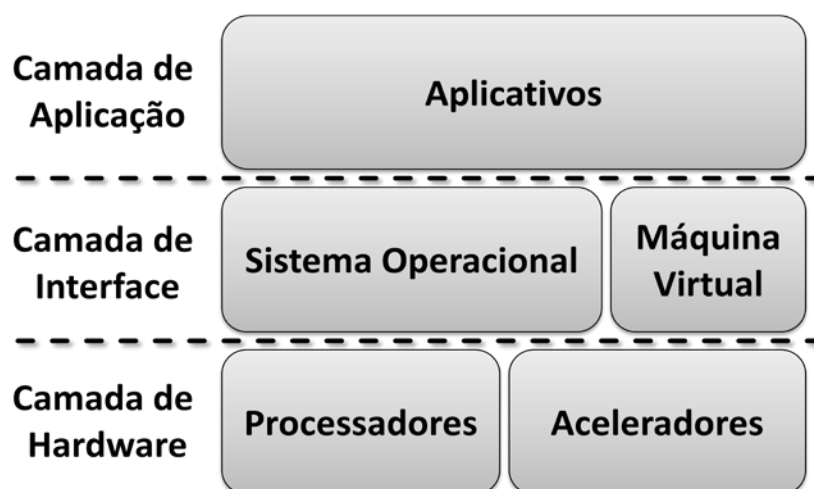 Camada de
Aplicação
Aplicativos
Camada de
Interface
Sistema Operacional
Máquina
Virtual
Camada de
Hardware
Processadores
Aceleradores